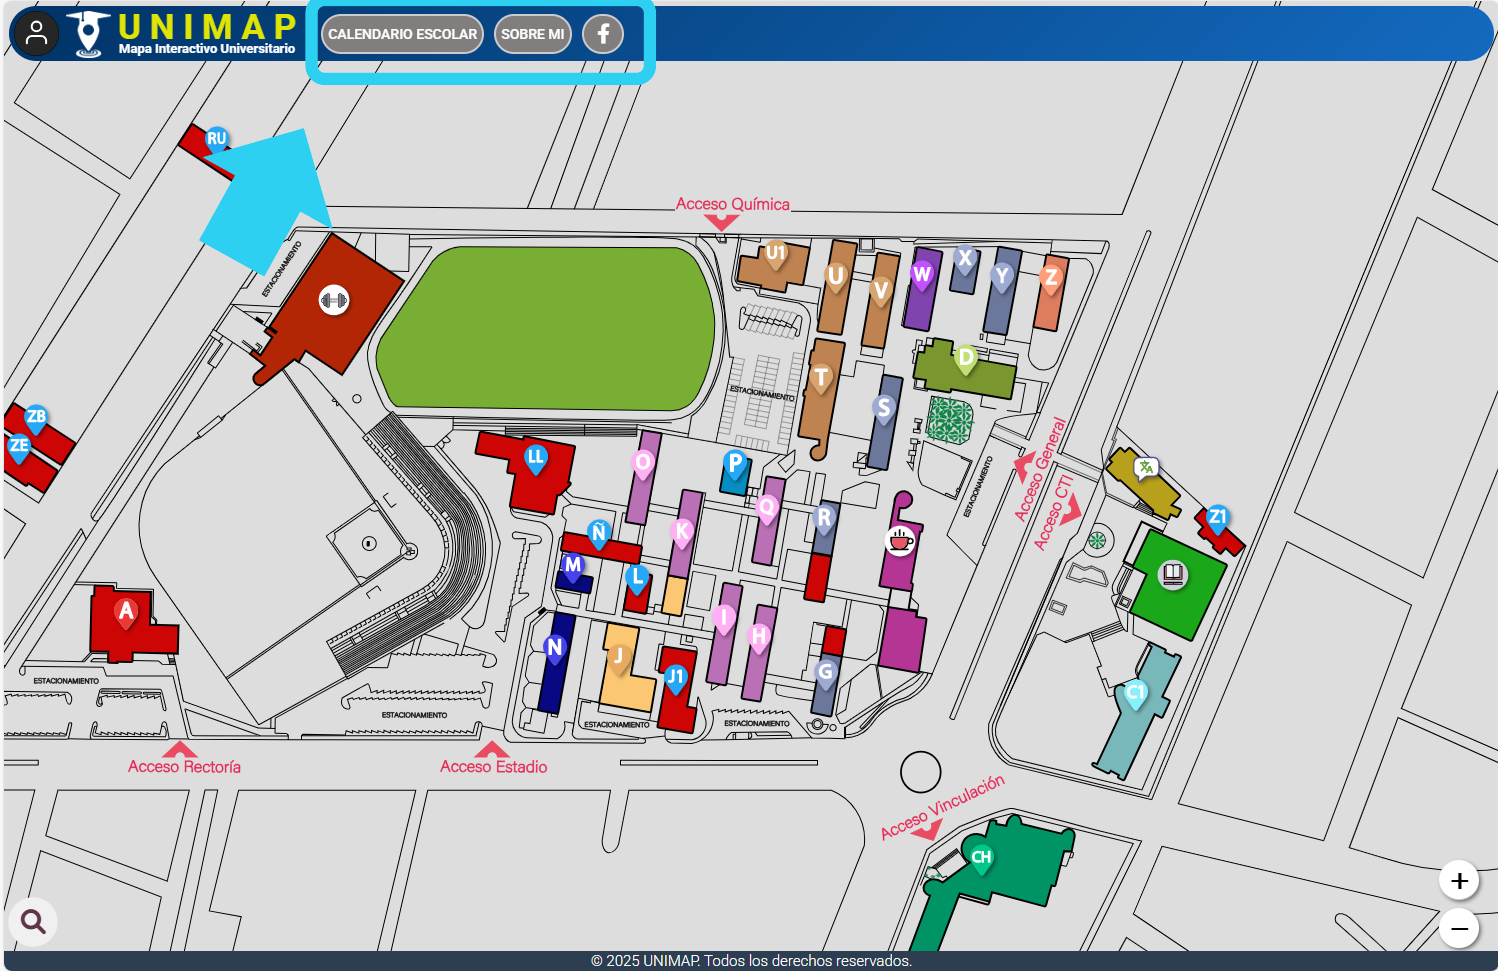 UNIMAP
Mapa Interactivo Universitario
CALENDARIO ESCOLAR
SOBRE MI
f
RU
Acceso Química
ESTACIONAMIENTO
U1
U
V
W
X
Y
Z
D
T
S
ESTACIONAMIENTO
ZB
ZE
LL
O
P
Q
K
R
Ñ
M
L
ESTACIONAMIENTO
Acceso General
Acceso CTI
Z1
A
I
H
N
J
J1
G
C1
ESTACIONAMIENTO
ESTACIONAMIENTO
ESTACIONAMIENTO
ESTACIONAMIENTO
Acceso Rectoría
Acceso Estadio
Acceso Vinculación
CH
+
−
© 2025 UNIMAP. Todos los derechos reservados.